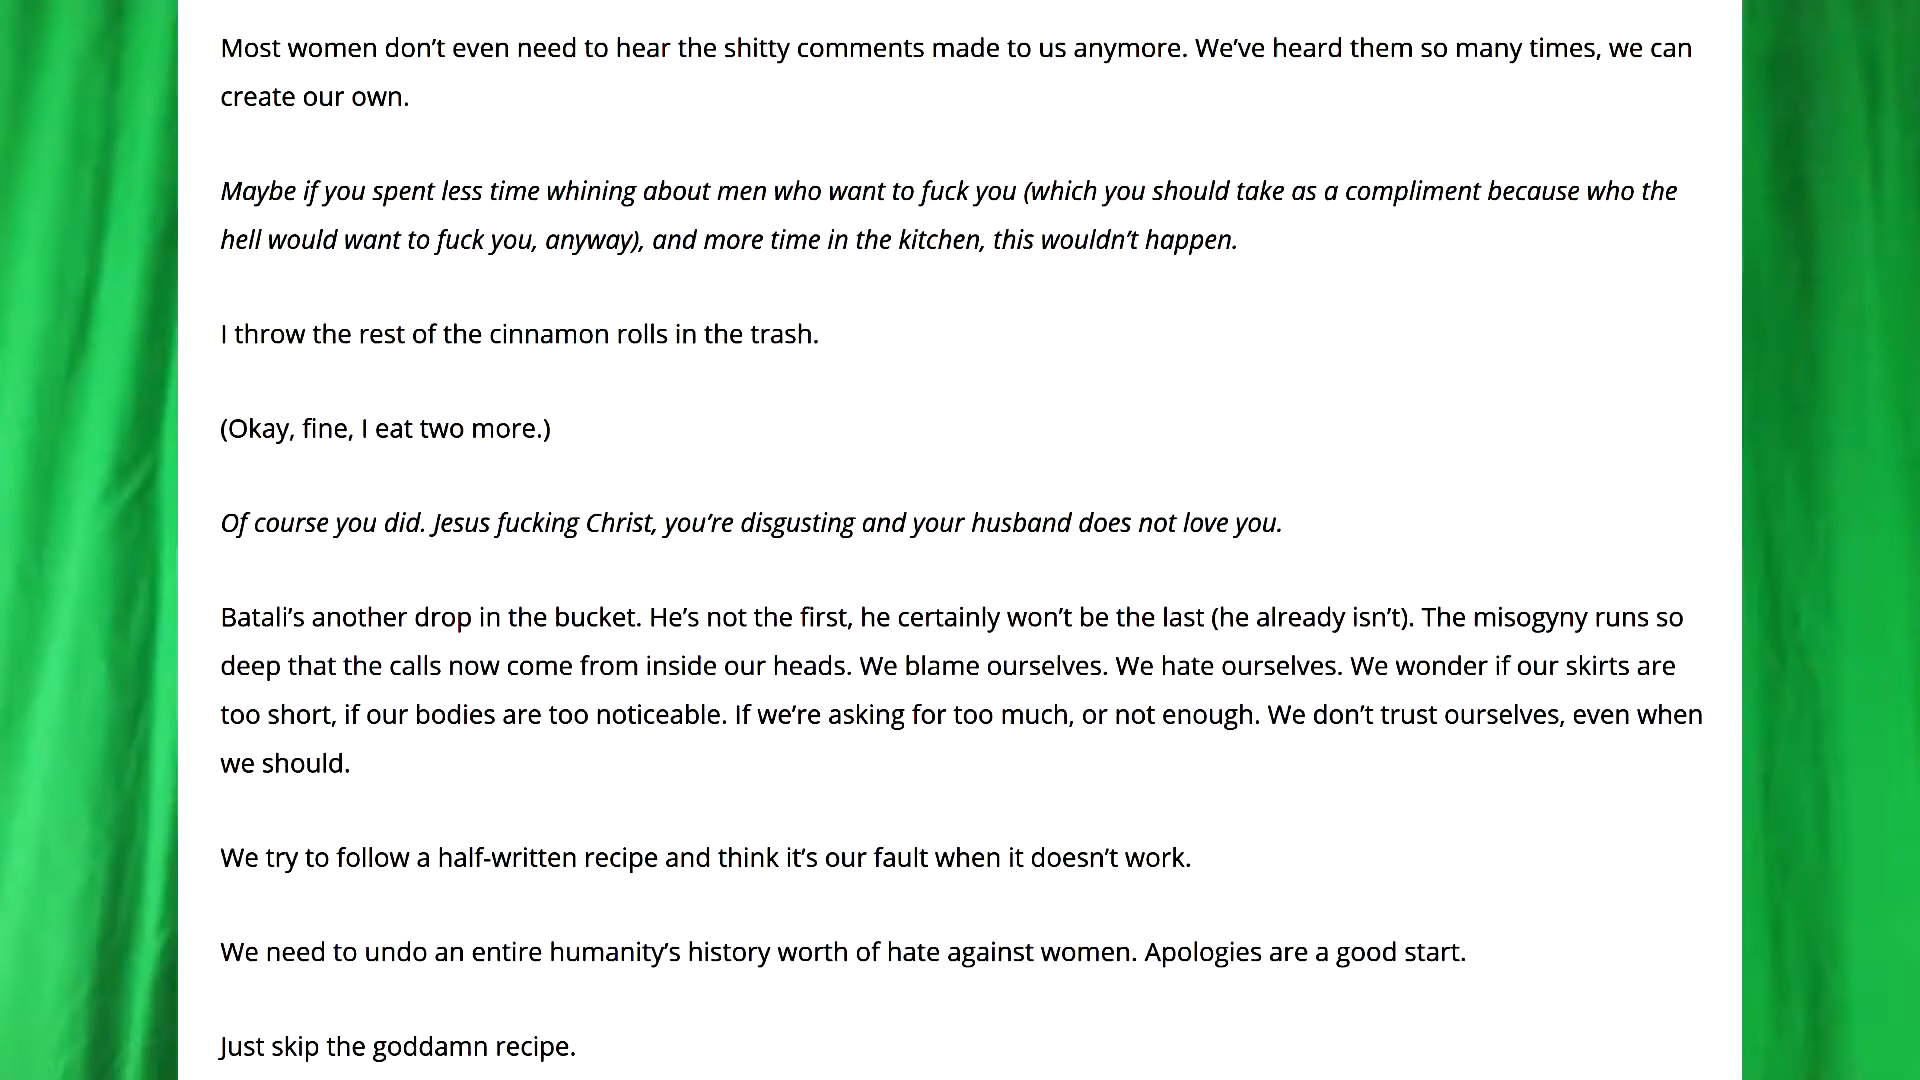 Most women don’t even need to hear the shitty comments made to us anymore. We’ve heard them so many times, we can
create our own.
Maybe if you spent less time whining about men who want to fuck you (which you should take as a compliment because who the
hell would want to fuck you, anyway), and more time in the kitchen, this wouldn’t happen.
I throw the rest of the cinnamon rolls in the trash.
(Okay, fine, I eat two more.)
Of course you did. Jesus fucking Christ, you’re disgusting and your husband does not love you.
Batali’s another drop in the bucket. He’s not the first, he certainly won’t be the last (he already isn’t). The misogyny runs so
deep that the calls now come from inside our heads. We blame ourselves. We hate ourselves. We wonder if our skirts are
too short, if our bodies are too noticeable. If we’re asking for too much, or not enough. We don’t trust ourselves, even when
we should.
We try to follow a half-written recipe and think it’s our fault when it doesn’t work.
We need to undo an entire humanity’s history worth of hate against women. Apologies are a good start.
Just skip the goddamn recipe.